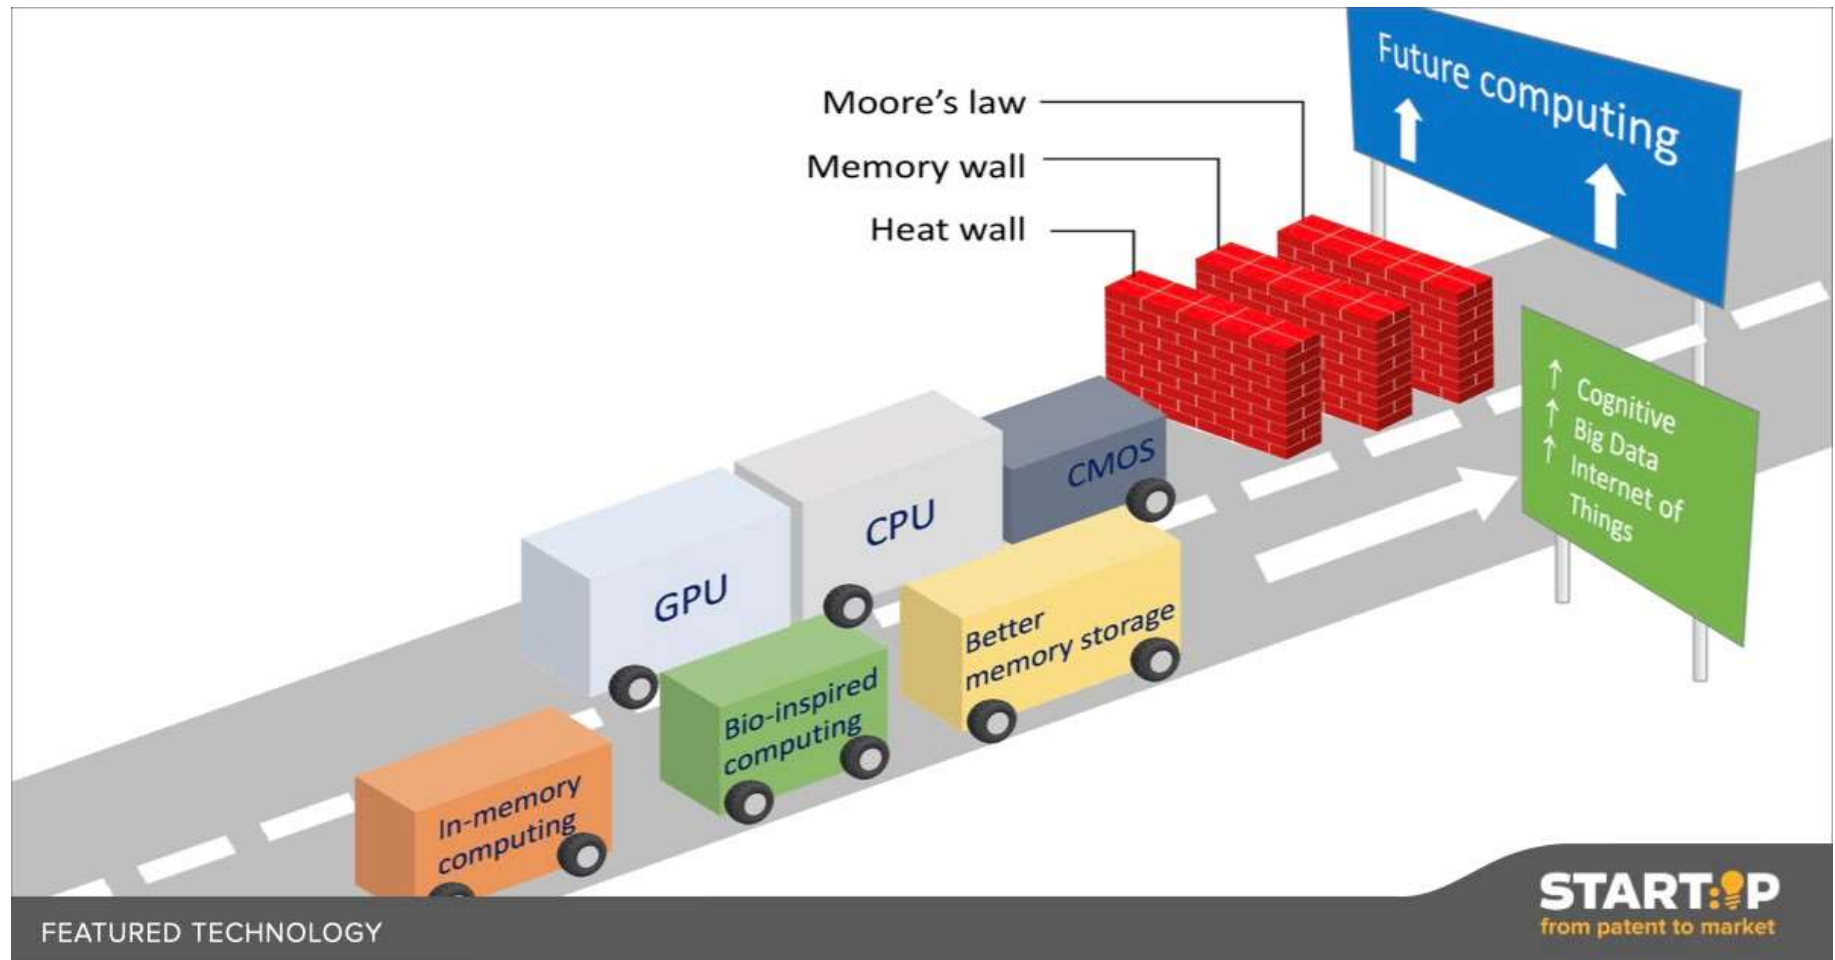 Future computing
Moore's law
Memory wall
Heat wall
Cognitive
Big Data
Internet of
Things
CMOS
CPU
GPU
Better
memory storage
Bio-inspired
computing
In-memory
computing
FEATURED TECHNOLOGY
START:IP
from patent to market